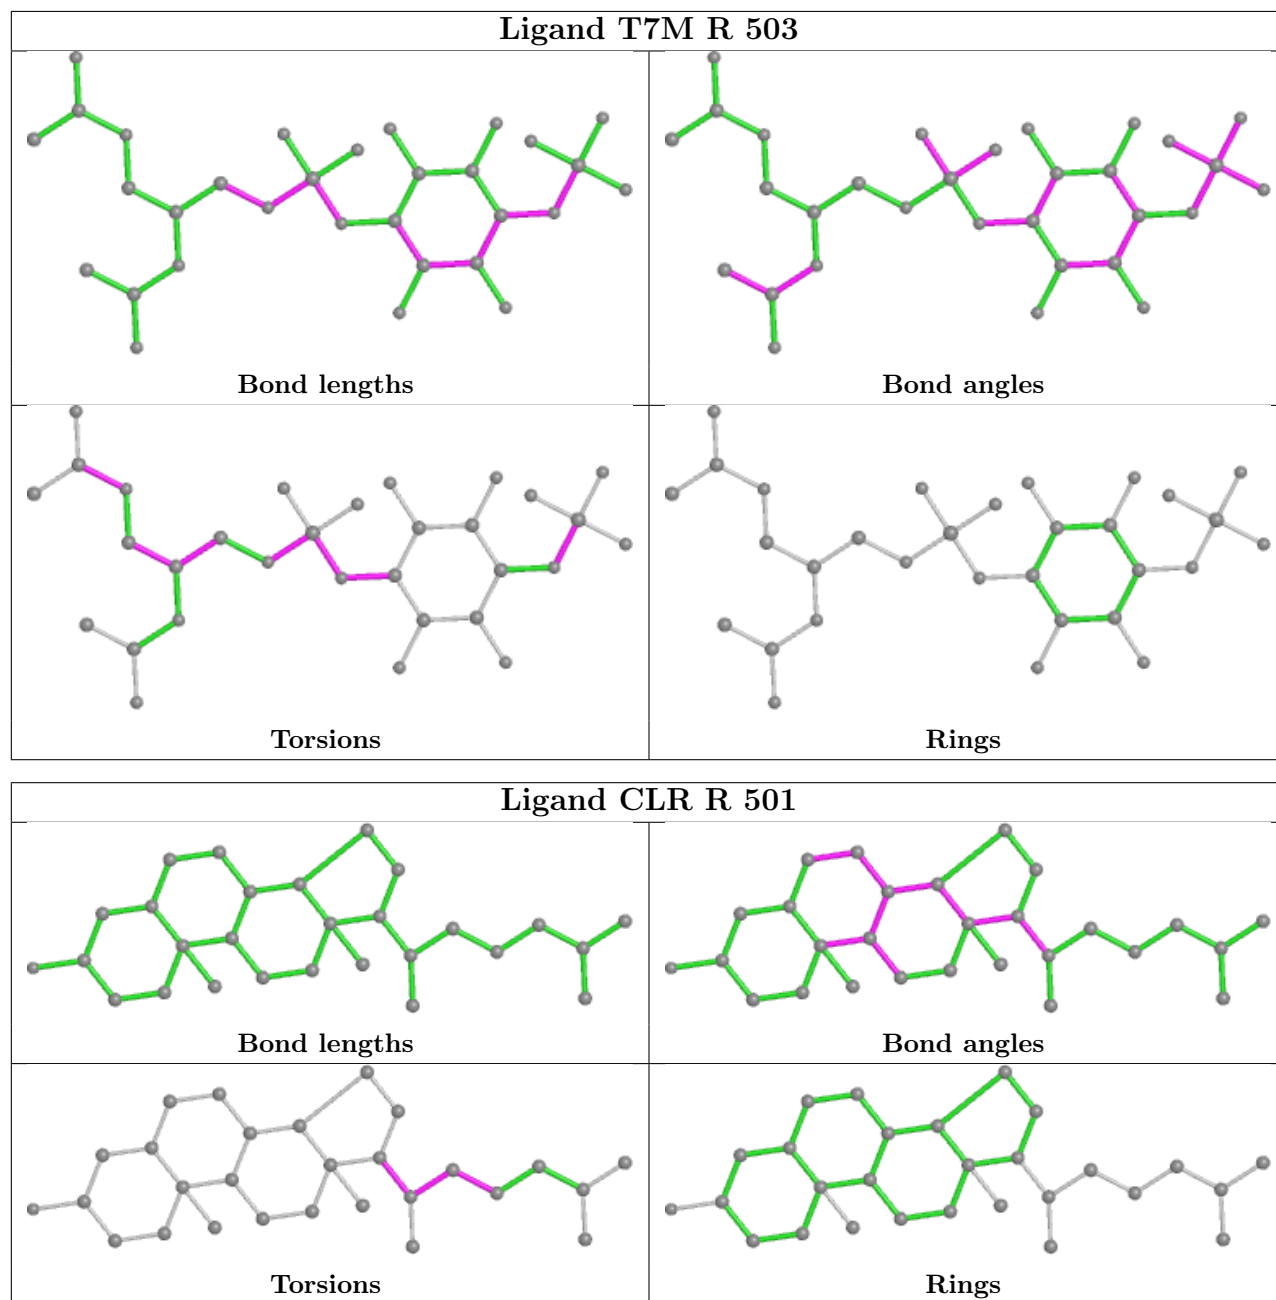 Ligand T7M R 503
Bond lengths
Bond angles
Torsions
Rings
Ligand CLR R 501
Bond lengths
Bond angles
Torsions
Rings